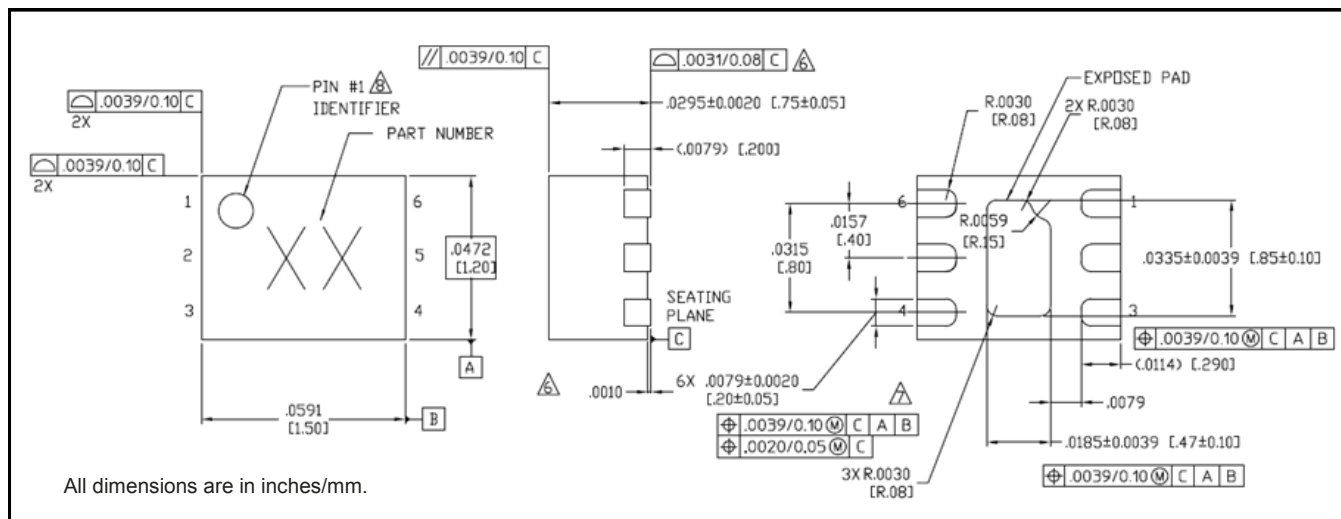 ⌓ .0039/0.10 C
2X
⌓ .0039/0.10 C
2X
PIN #1 8
IDENTIFIER
PART NUMBER
1
2
3
6
5
4
.0472
[1.20]
A
.0591
[1.50]
B
All dimensions are in inches/mm.
// .0039/0.10 C
⌓ .0031/0.08 C 6
.0295±0.0020 [.75±0.05]
(.0079) [.200]
SEATING
PLANE
C
6
.0010
EXPOSED PAD
R.0030
[R.08]
2X R.0030
[R.08]
6
1
.0157
[.40]
R.0059
[R.15]
.0315
[.80]
.0335±0.0039 [.85±0.10]
4
3
⌖ .0039/0.10 Ⓜ C A B
(.0114) [.290]
6X .0079±0.0020
[.20±0.05]
7
.0079
⌖ .0039/0.10 Ⓜ C A B
⌖ .0020/0.05 Ⓜ C
.0185±0.0039 [.47±0.10]
3X R.0030
[R.08]
⌖ .0039/0.10 Ⓜ C A B